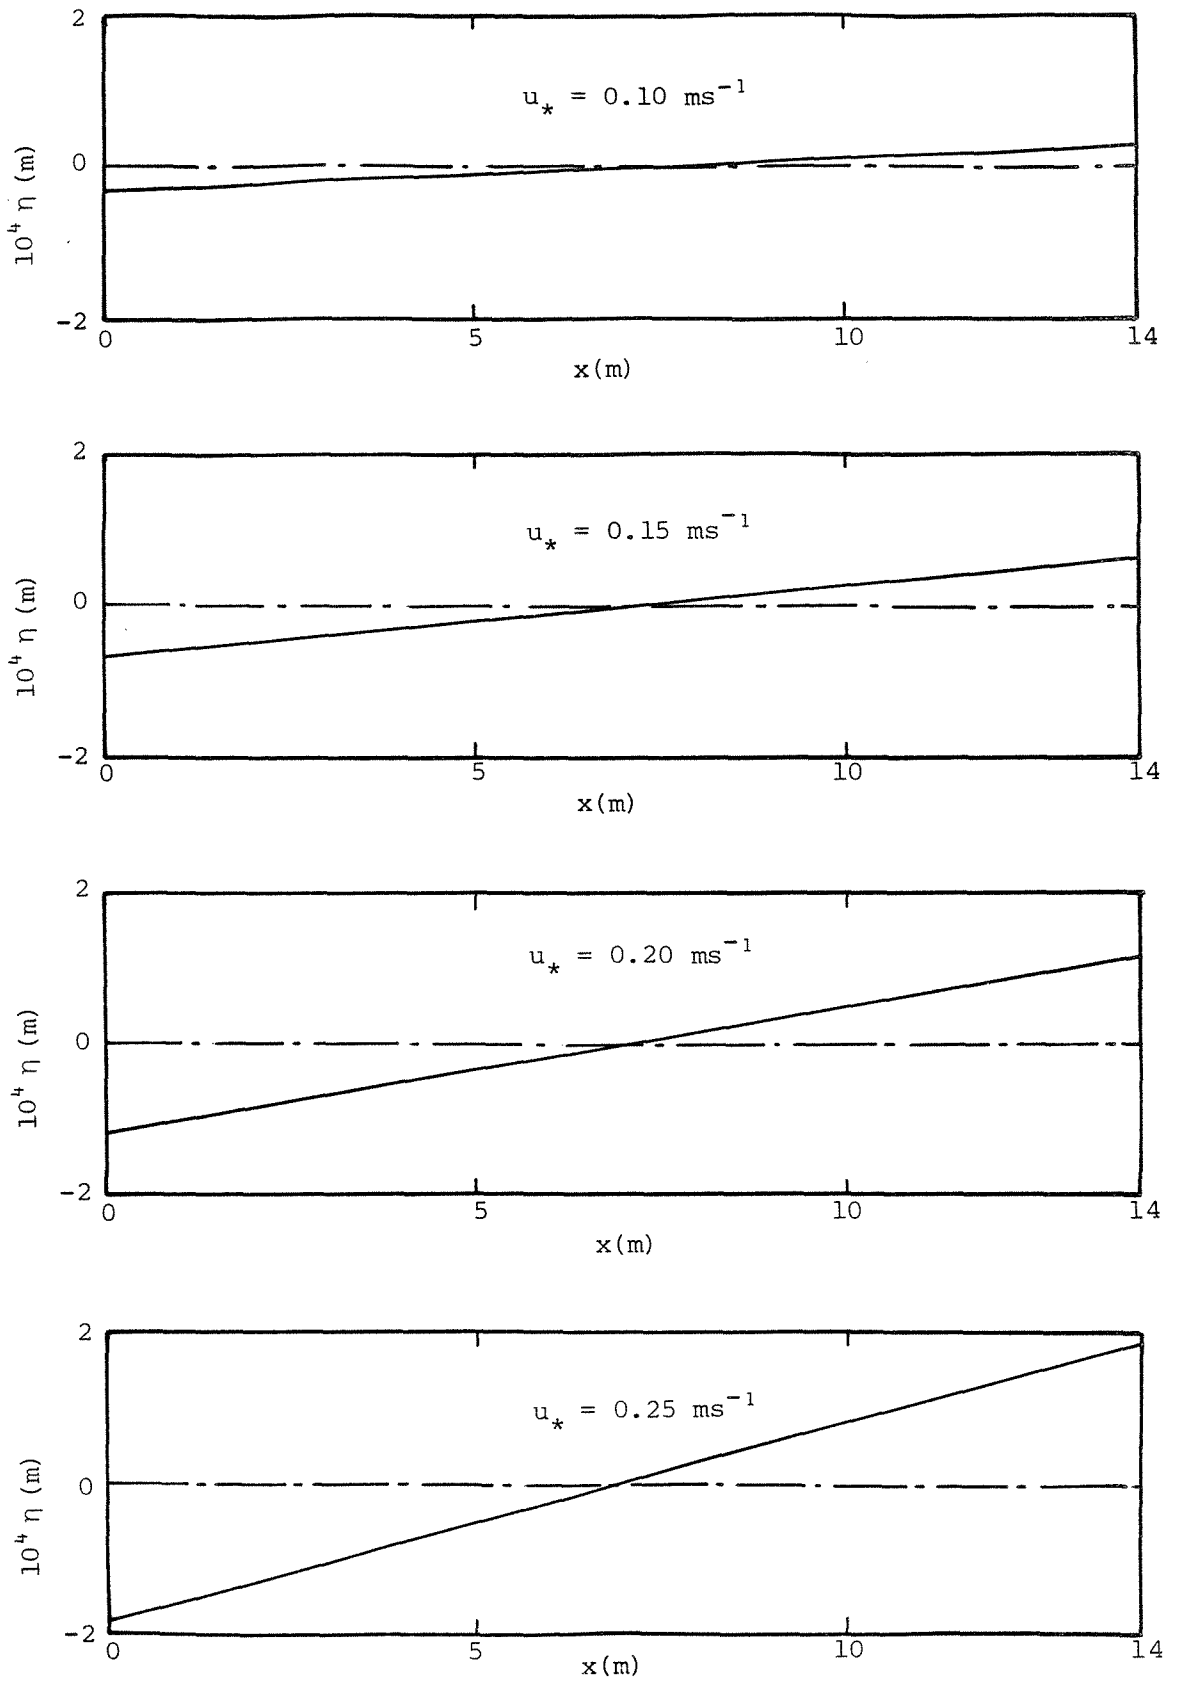 2
u* = 0.10 ms⁻¹
10⁴ η (m)
0
-2
0 5 10 14
x(m)
2
u* = 0.15 ms⁻¹
10⁴ η (m)
0
-2
0 5 10 14
x(m)
2
u* = 0.20 ms⁻¹
10⁴ η (m)
0
-2
0 5 10 14
x(m)
2
u* = 0.25 ms⁻¹
10⁴ η (m)
0
-2
0 5 10 14
x(m)